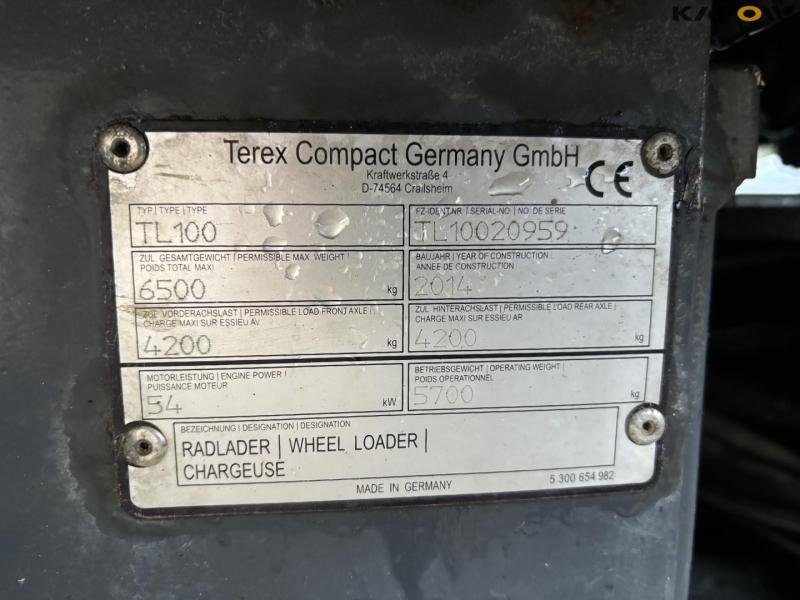 Terex Compact Germany GmbH
Kraftwerkstraße 4
D-74564 Crailsheim
CE
TYP | TYPE | TYPE
TL100
FZ-IDENT.NR | SERIAL-NO | NO. DE SERIE
TL10020959
ZUL. GESAMTGEWICHT | PERMISSIBLE MAX. WEIGHT |
POIDS TOTAL MAXI
6500 kg
BAUJAHR | YEAR OF CONSTRUCTION |
ANNEE DE CONSTRUCTION
2014
ZUL. VORDERACHSLAST | PERMISSIBLE LOAD FRONT AXLE |
CHARGE MAXI SUR ESSIEU AV
4200 kg
ZUL. HINTERACHSLAST | PERMISSIBLE LOAD REAR AXLE |
CHARGE MAXI SUR ESSIEU AR
4200 kg
MOTORLEISTUNG | ENGINE POWER |
PUISSANCE MOTEUR
54 kW
BETRIEBSGEWICHT | OPERATING WEIGHT |
POIDS OPERATIONNEL
5700 kg
BEZEICHNUNG | DESIGNATION | DESIGNATION
RADLADER | WHEEL LOADER |
CHARGEUSE
MADE IN GERMANY
5 300 654 982